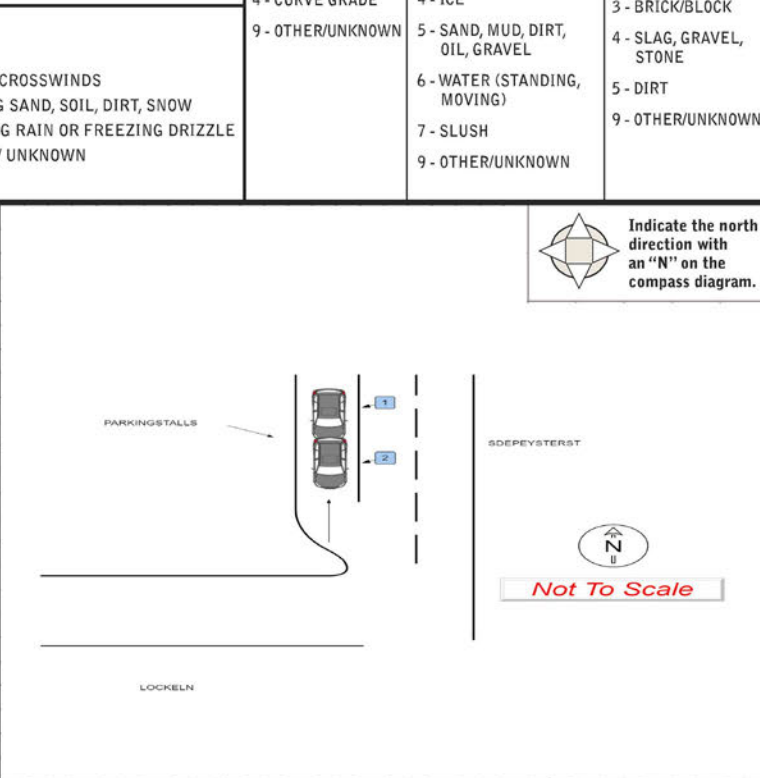 4 - CURVE GRADE
9 - OTHER/UNKNOWN
4 - ICE
5 - SAND, MUD, DIRT,
OIL, GRAVEL
6 - WATER (STANDING,
MOVING)
7 - SLUSH
9 - OTHER/UNKNOWN
3 - BRICK/BLOCK
4 - SLAG, GRAVEL,
STONE
5 - DIRT
9 - OTHER/UNKNOWN
CROSSWINDS
G SAND, SOIL, DIRT, SNOW
G RAIN OR FREEZING DRIZZLE
/ UNKNOWN
Indicate the north
direction with
an “N” on the
compass diagram.
1
PARKINGSTALLS
SDEPEYSTERST
2
N
Not To Scale
LOCKELN